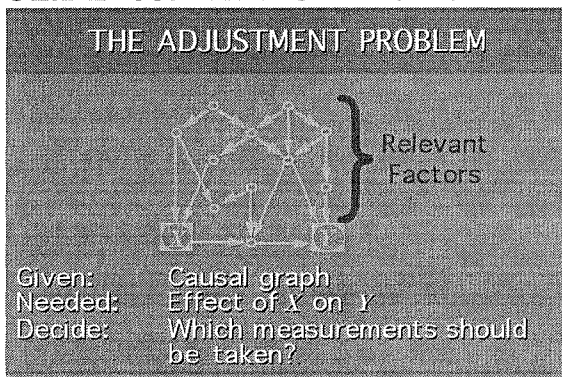 THE ADJUSTMENT PROBLEM
Relevant
Factors
X
Y
Given: Causal graph
Needed: Effect of X on Y
Decide: Which measurements should
be taken?